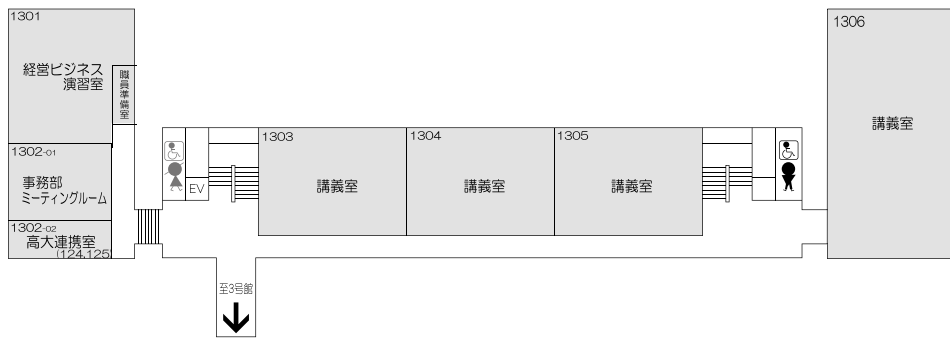 1301
経営ビジネス
演習室
職員準備室
1302-01
事務部
ミーティングルーム
1302-02
高大連携室
(124,125)
EV
1303
講義室
1304
講義室
1305
講義室
1306
講義室
至3号館